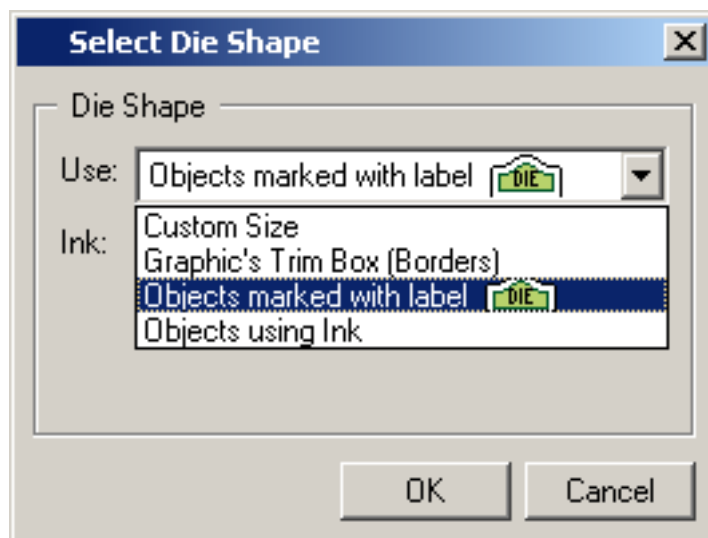 Select Die Shape
Die Shape
Use: Objects marked with label DIE
Ink:
Custom Size
Graphic's Trim Box (Borders)
Objects marked with label DIE
Objects using Ink
OK Cancel